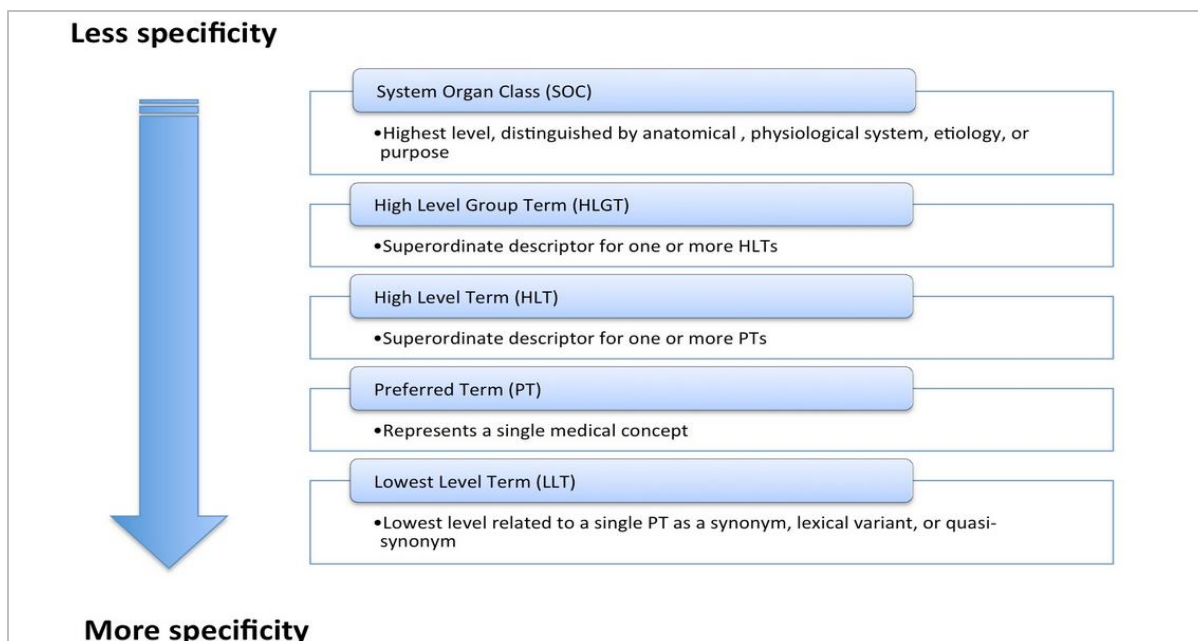 Less specificity
System Organ Class (SOC)
•Highest level, distinguished by anatomical , physiological system, etiology, or
purpose
High Level Group Term (HLGT)
•Superordinate descriptor for one or more HLTs
High Level Term (HLT)
•Superordinate descriptor for one or more PTs
Preferred Term (PT)
•Represents a single medical concept
Lowest Level Term (LLT)
•Lowest level related to a single PT as a synonym, lexical variant, or quasi-
synonym
More specificity